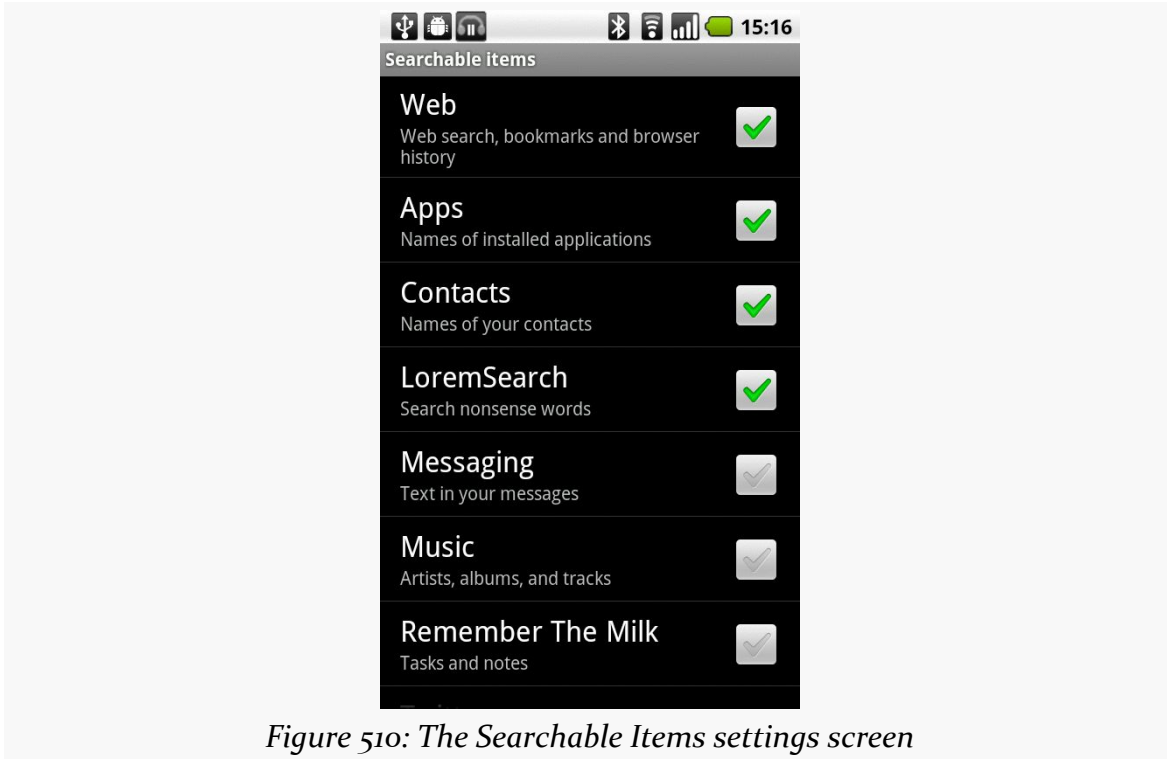 15:16
Searchable items
Web
Web search, bookmarks and browser
history
Apps
Names of installed applications
Contacts
Names of your contacts
LoremSearch
Search nonsense words
Messaging
Text in your messages
Music
Artists, albums, and tracks
Remember The Milk
Tasks and notes
Figure 510: The Searchable Items settings screen